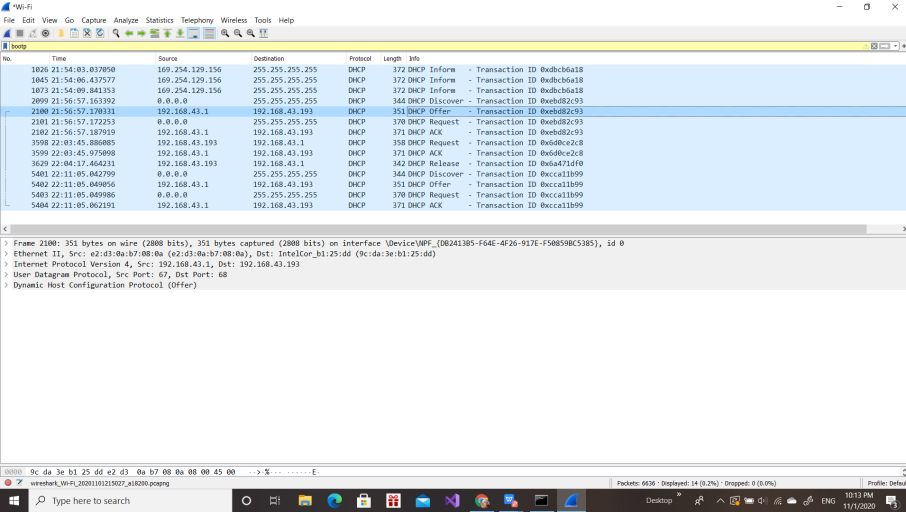 *Wi-Fi
File Edit View Go Capture Analyze Statistics Telephony Wireless Tools Help
bootp
No. Time Source Destination Protocol Length Info
1026 21:54:03.037050 169.254.129.156 255.255.255.255 DHCP 372 DHCP Inform - Transaction ID 0xdbcb6a18
1045 21:54:06.437577 169.254.129.156 255.255.255.255 DHCP 372 DHCP Inform - Transaction ID 0xdbcb6a18
1073 21:54:09.841353 169.254.129.156 255.255.255.255 DHCP 372 DHCP Inform - Transaction ID 0xdbcb6a18
2099 21:56:57.163392 0.0.0.0 255.255.255.255 DHCP 344 DHCP Discover - Transaction ID 0xebd82c93
2100 21:56:57.170331 192.168.43.1 192.168.43.193 DHCP 351 DHCP Offer - Transaction ID 0xebd82c93
2101 21:56:57.172253 0.0.0.0 255.255.255.255 DHCP 370 DHCP Request - Transaction ID 0xebd82c93
2102 21:56:57.187919 192.168.43.1 192.168.43.193 DHCP 371 DHCP ACK - Transaction ID 0xebd82c93
3598 22:03:45.886085 192.168.43.193 192.168.43.1 DHCP 358 DHCP Request - Transaction ID 0x6d0ce2c8
3599 22:03:45.975098 192.168.43.1 192.168.43.193 DHCP 371 DHCP ACK - Transaction ID 0x6d0ce2c8
3629 22:04:17.464231 192.168.43.193 192.168.43.1 DHCP 342 DHCP Release - Transaction ID 0x6a471df0
5401 22:11:05.042799 0.0.0.0 255.255.255.255 DHCP 344 DHCP Discover - Transaction ID 0xcca11b99
5402 22:11:05.049056 192.168.43.1 192.168.43.193 DHCP 351 DHCP Offer - Transaction ID 0xcca11b99
5403 22:11:05.049986 0.0.0.0 255.255.255.255 DHCP 370 DHCP Request - Transaction ID 0xcca11b99
5404 22:11:05.062191 192.168.43.1 192.168.43.193 DHCP 371 DHCP ACK - Transaction ID 0xcca11b99
Frame 2100: 351 bytes on wire (2808 bits), 351 bytes captured (2808 bits) on interface \Device\NPF_{DB2413B5-F64E-4F26-917E-F50859BC5385}, id 0
Ethernet II, Src: e2:d3:0a:b7:08:0a (e2:d3:0a:b7:08:0a), Dst: IntelCor_b1:25:dd (9c:da:3e:b1:25:dd)
Internet Protocol Version 4, Src: 192.168.43.1, Dst: 192.168.43.193
User Datagram Protocol, Src Port: 67, Dst Port: 68
Dynamic Host Configuration Protocol (Offer)
0000 9c da 3e b1 25 dd e2 d3 0a b7 08 0a 08 00 45 00 ··>·%··· ······E·
wireshark_Wi-Fi_20201101215027_a18200.pcapng Packets: 6636 · Displayed: 14 (0.2%) · Dropped: 0 (0.0%) Profile: Defau
Type here to search Desktop » ENG 10:13 PM
11/1/2020 3